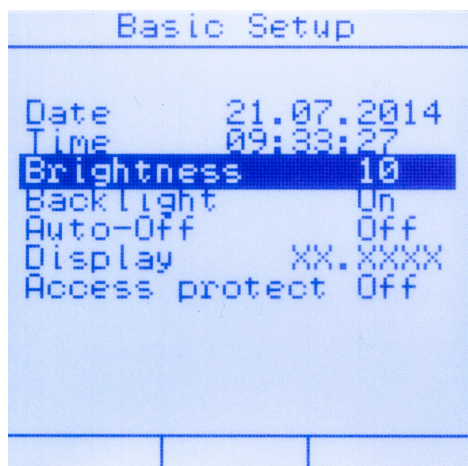 Basic Setup
Date 21.07.2014
Time 09:33:27
Brightness 10
Backlight On
Auto-Off Off
Display XX.XXXX
Access protect Off